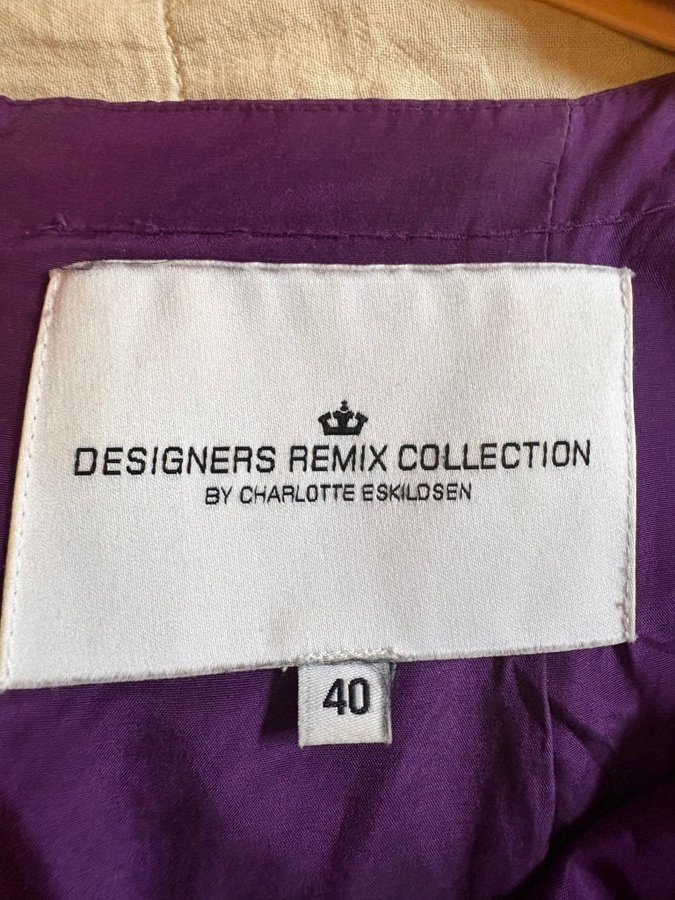 DESIGNERS REMIX COLLECTION
BY CHARLOTTE ESKILDSEN
40